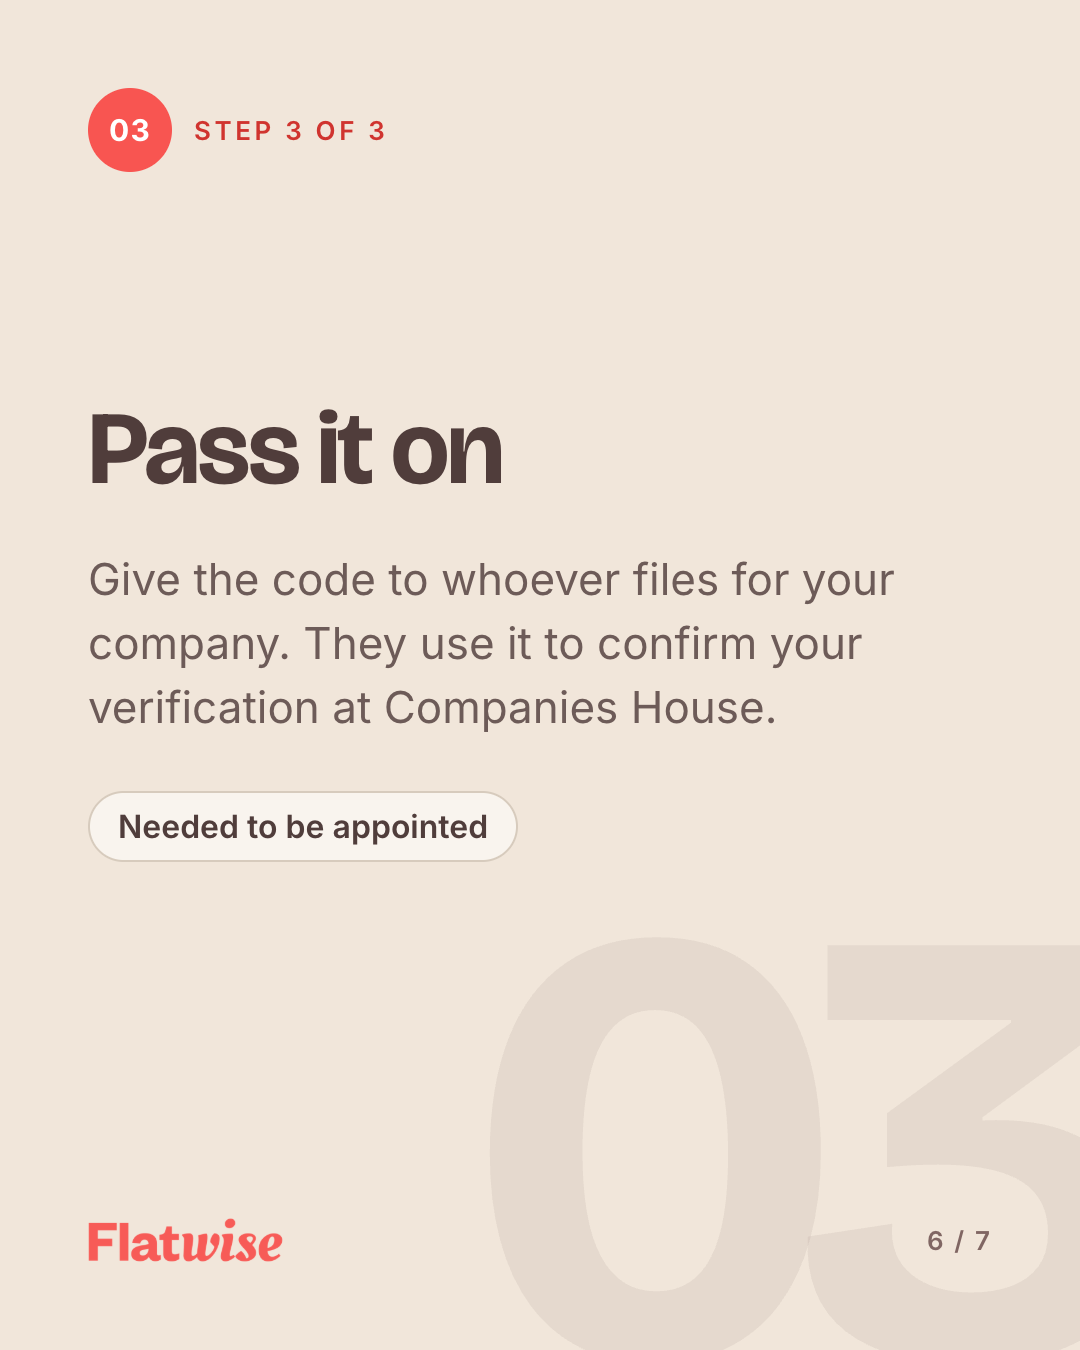 03 STEP 3 OF 3
Pass it on
Give the code to whoever files for your
company. They use it to confirm your
verification at Companies House.
Needed to be appointed
03
Flatwise
6 / 7